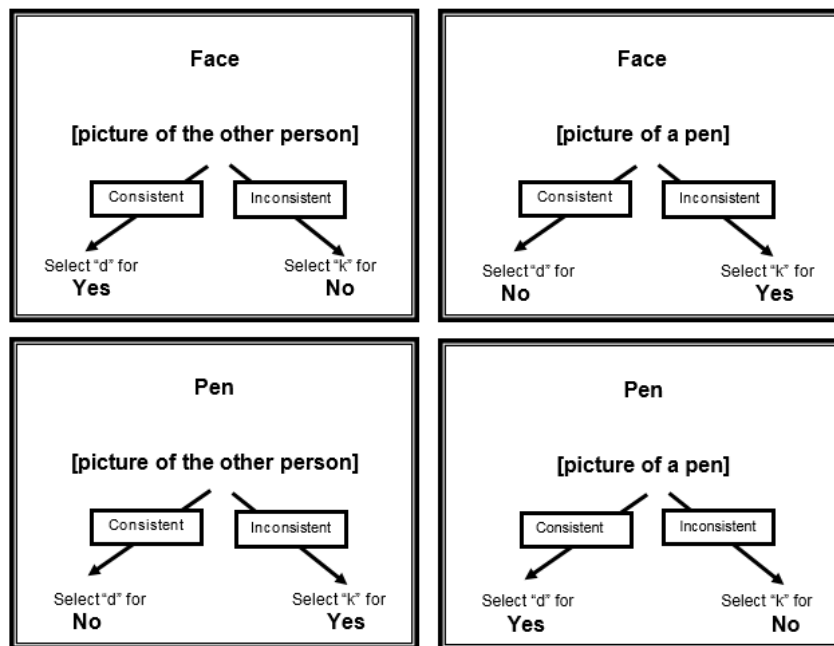 Face
[picture of the other person]
Consistent
Inconsistent
Select “d” for
Yes
Select “k” for
No
Face
[picture of a pen]
Consistent
Inconsistent
Select “d” for
No
Select “k” for
Yes
Pen
[picture of the other person]
Consistent
Inconsistent
Select “d” for
No
Select “k” for
Yes
Pen
[picture of a pen]
Consistent
Inconsistent
Select “d” for
Yes
Select “k” for
No